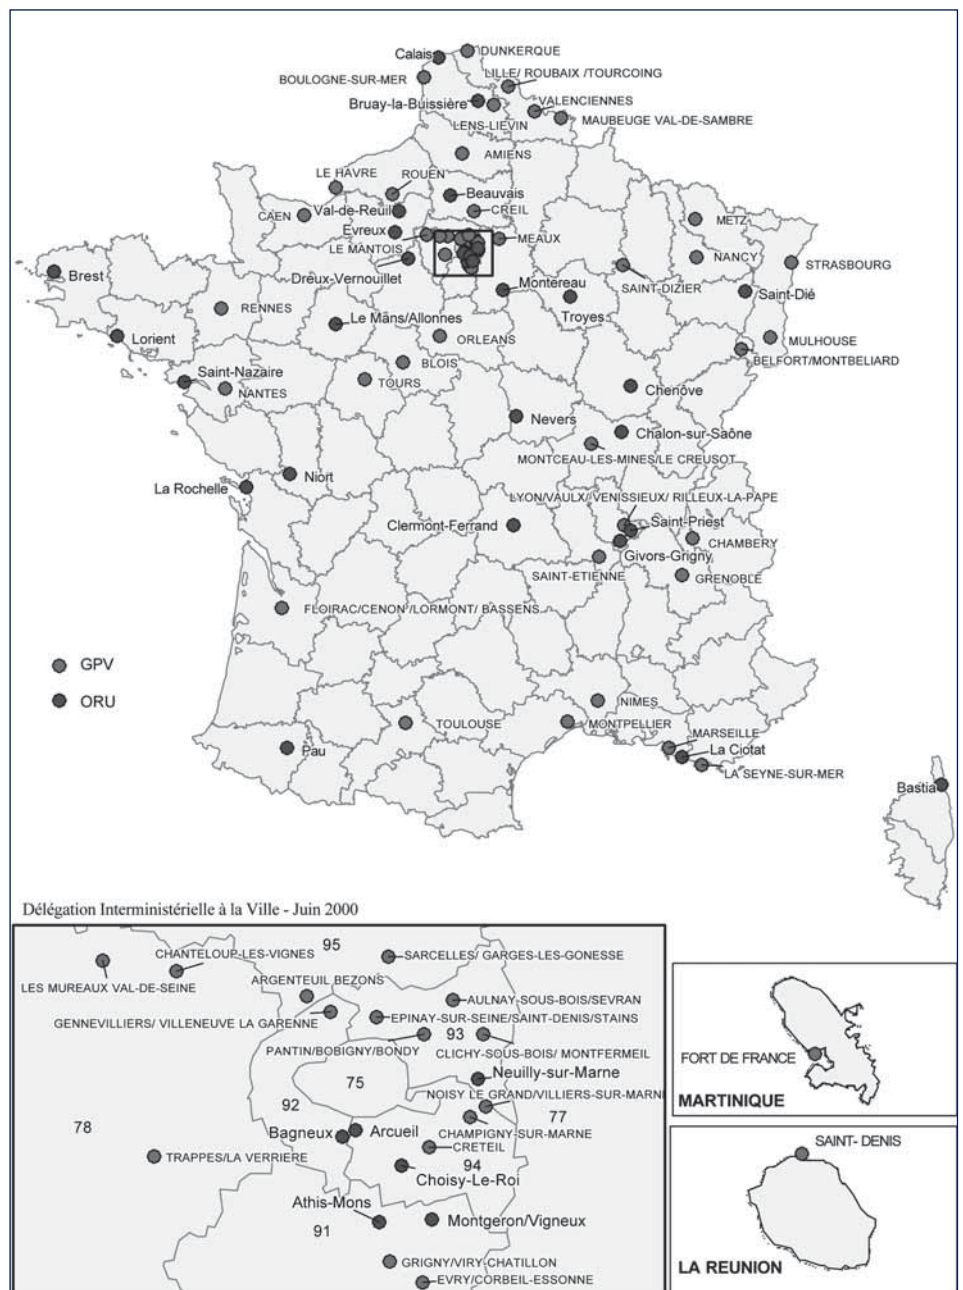 DUNKERQUE
Calais
LILLE/ ROUBAIX /TOURCOING
BOULOGNE-SUR-MER
VALENCIENNES
Bruay-la-Buissière
MAUBEUGE VAL-DE-SAMBRE
LENS-LIEVIN
AMIENS
LE HAVRE
ROUEN
Beauvais
CAEN
Val-de-Reuil
CREIL
METZ
Evreux
MEAUX
LE MANTOIS
NANCY
STRASBOURG
Brest
Dreux-Vernouillet
Montereau
SAINT-DIZIER
Saint-Dié
RENNES
Le Mans/Allonnes
Troyes
Lorient
ORLEANS
MULHOUSE
BLOIS
BELFORT/MONTBELIARD
Saint-Nazaire
TOURS
NANTES
Chenôve
Nevers
Chalon-sur-Saône
MONTCEAU-LES-MINES/LE CREUSOT
Niort
La Rochelle
LYON/VAULX/ VENISSIEUX/ RILLEUX-LA-PAPE
Clermont-Ferrand
Saint-Priest
CHAMBERY
Givors-Grigny
SAINT-ETIENNE
GRENOBLE
FLOIRAC/CENON /LORMONT/ BASSENS
GPV
ORU
NIMES
TOULOUSE
MONTPELLIER
MARSEILLE
Pau
La Ciotat
LA SEYNE-SUR-MER
Bastia
Délégation Interministérielle à la Ville - Juin 2000
95
CHANTELOUP-LES-VIGNES
SARCELLES/ GARGES-LES-GONESSE
LES MUREAUX VAL-DE-SEINE
ARGENTEUIL BEZONS
AULNAY-SOUS-BOIS/SEVRAN
GENNEVILLIERS/ VILLENEUVE LA GARENNE
EPINAY-SUR-SEINE/SAINT-DENIS/STAINS
93
PANTIN/BOBIGNY/BONDY
CLICHY-SOUS-BOIS/ MONTFERMEIL
75
Neuilly-sur-Marne
NOISY LE GRAND/VILLIERS-SUR-MARNE
92
77
78
Bagneux
Arcueil
CHAMPIGNY-SUR-MARNE
CRETEIL
TRAPPES/LA VERRIERE
94
Choisy-Le-Roi
Athis-Mons
91
Montgeron/Vigneux
GRIGNY/VIRY-CHATILLON
EVRY/CORBEIL-ESSONNE
FORT DE FRANCE
MARTINIQUE
SAINT- DENIS
LA REUNION